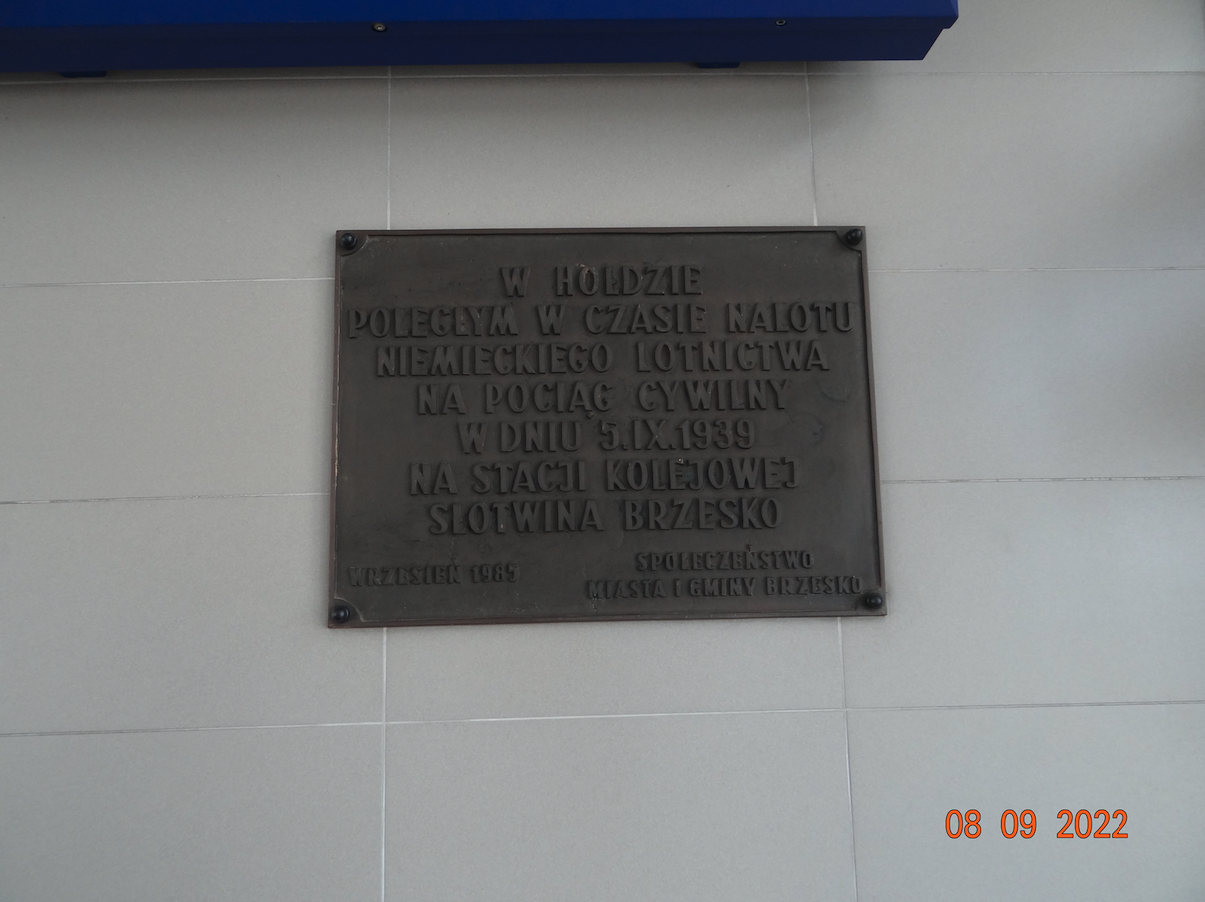 W HOŁDZIE
POLEGŁYM W CZASIE NALOTU
NIEMIECKIEGO LOTNICTWA
NA POCIĄG CYWILNY
W DNIU 5.IX.1939
NA STACJI KOLEJOWEJ
SŁOTWINA BRZESKO
WRZESIEŃ 1985
SPOŁECZEŃSTWO
MIASTA I GMINY BRZESKO
08 09 2022